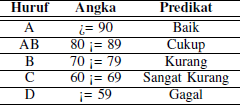 Huruf Angka Predikat
A ¿= 90 Baik
AB 80 ¡= 89 Cukup
B 70 ¡= 79 Kurang
C 60 ¡= 69 Sangat Kurang
D ¡= 59 Gagal